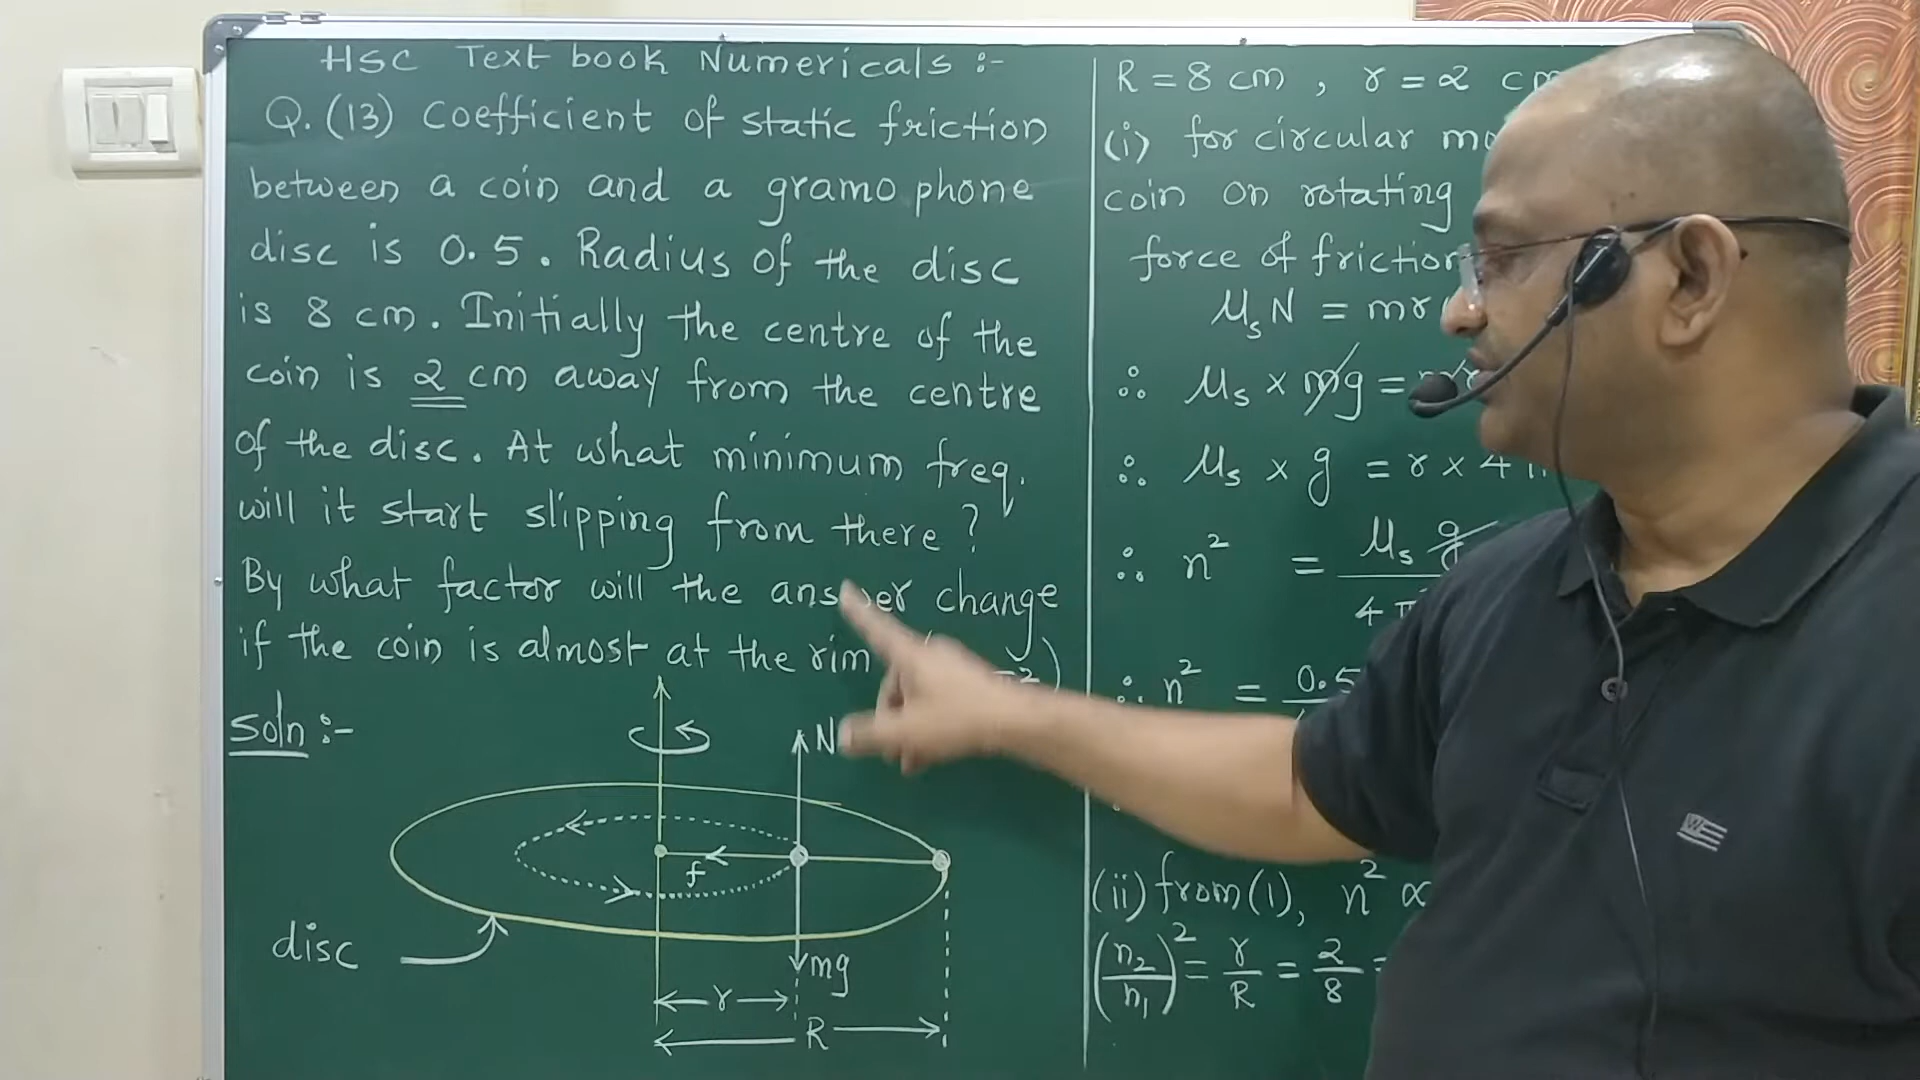 HSC Text book Numericals :-
Q. (13) Coefficient of static friction
between a coin and a gramo phone
disc is 0.5. Radius of the disc
is 8 cm. Initially the centre of the
coin is 2 cm away from the centre
of the disc. At what minimum freq.
will it start slipping from there?
By what factor will the answer change
if the coin is almost at the rim
Soln :-
N
f
disc
mg
r
R
R = 8 cm, r = 2 cm
(i) for circular
coin on rotating
force of friction
μs N = mr
∴ μs × mg =
∴ μs × g = r × 4
∴ n² = μs g
4 π
∴ n² = 0.5
(ii) from (1), n² ∝
(n₂/n₁)² = r/R = 2/8 =
W